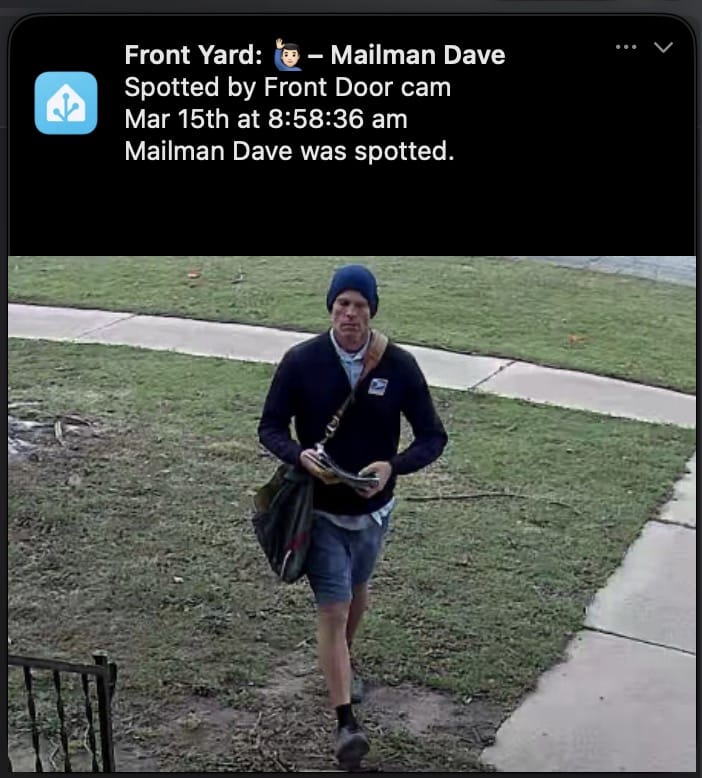 Front Yard: 🙋🏻‍♂️ – Mailman Dave
Spotted by Front Door cam
Mar 15th at 8:58:36 am
Mailman Dave was spotted.